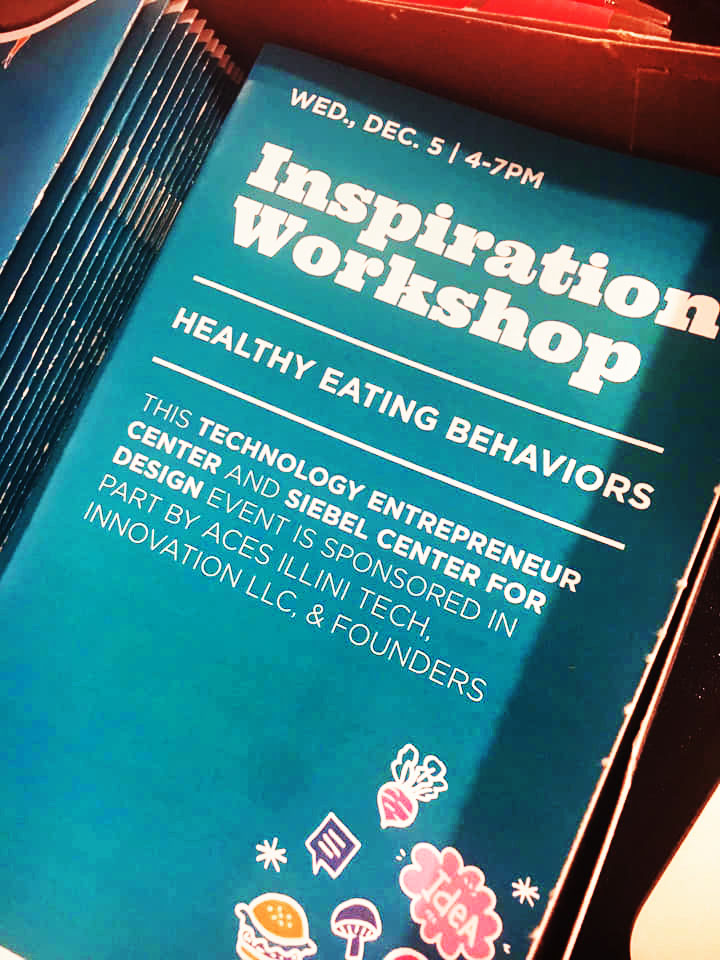 WED., DEC. 5 | 4-7PM
Inspiration
Workshop
HEALTHY EATING BEHAVIORS
THIS TECHNOLOGY ENTREPRENEUR
CENTER AND SIEBEL CENTER FOR
DESIGN EVENT IS SPONSORED IN
PART BY ACES ILLINI TECH,
INNOVATION LLC, & FOUNDERS
IdeA